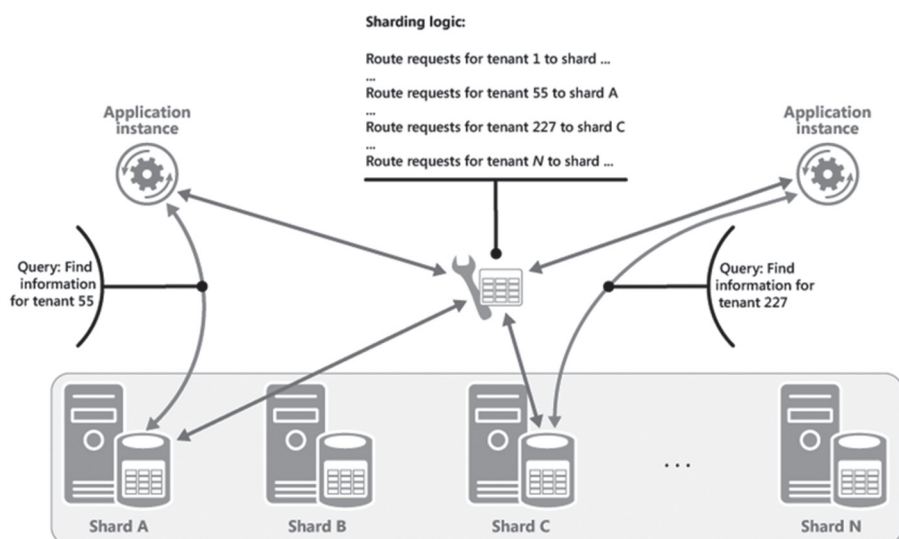 Sharding logic:
Route requests for tenant 1 to shard ...
...
Route requests for tenant 55 to shard A
...
Route requests for tenant 227 to shard C
...
Route requests for tenant N to shard ...
Application
instance
Application
instance
Query: Find
information
for tenant 55
Query: Find
information for
tenant 227
Shard A
Shard B
Shard C
...
Shard N